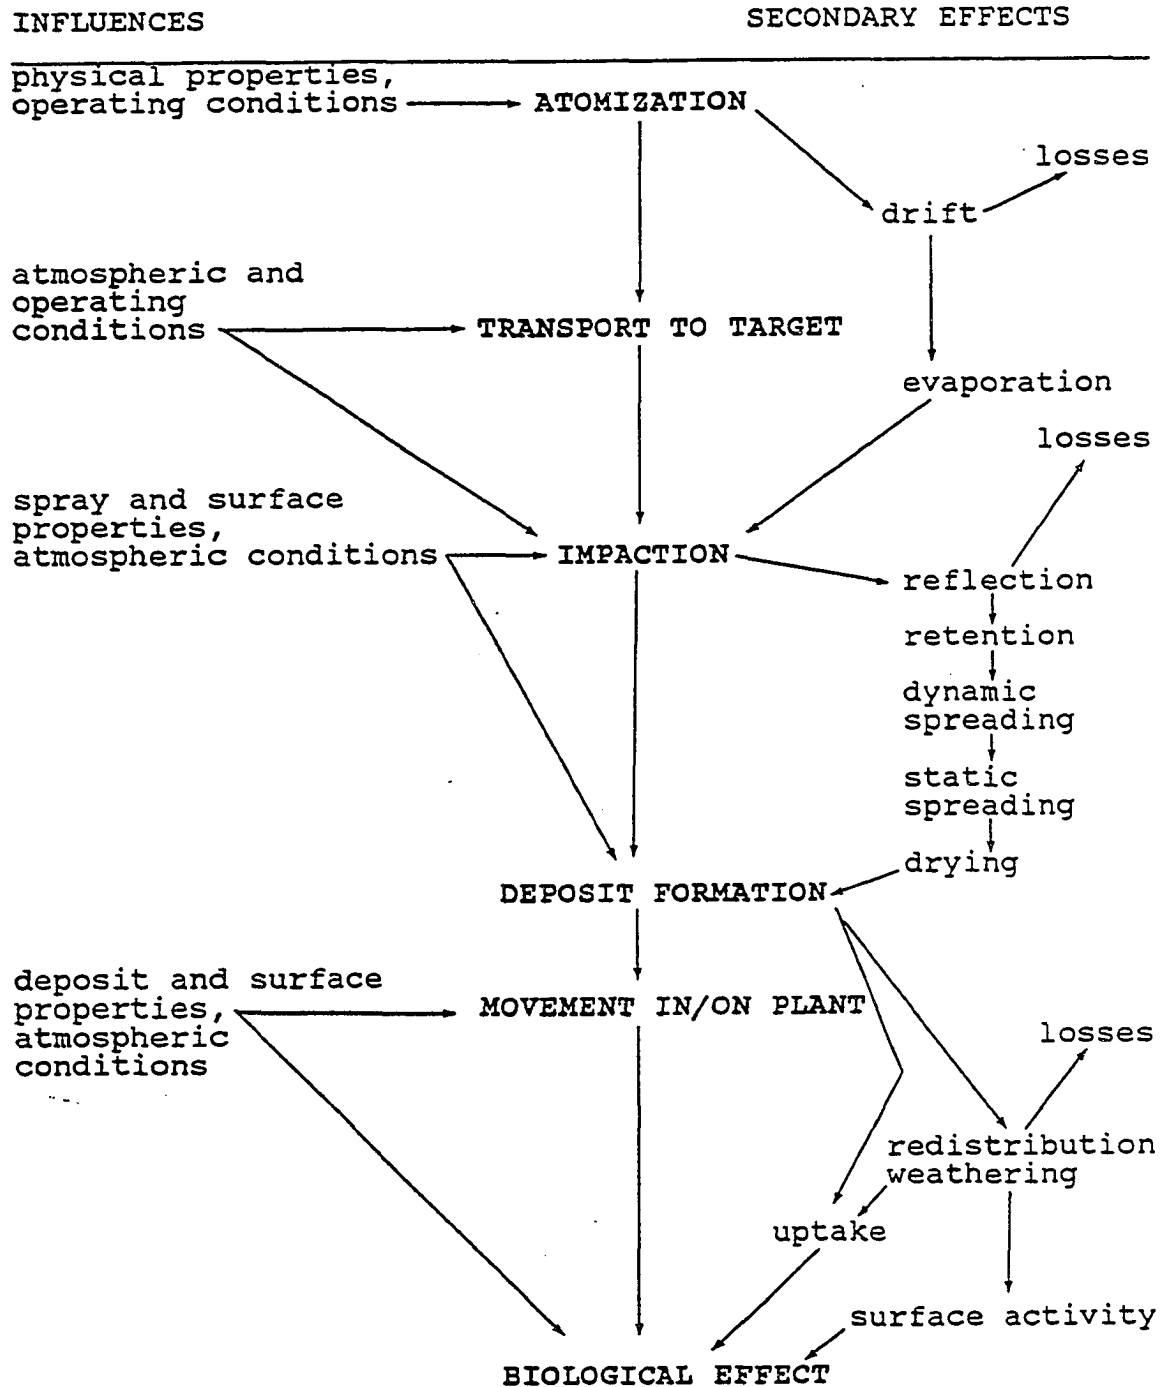 INFLUENCES
SECONDARY EFFECTS
physical properties,
operating conditions
ATOMIZATION
losses
drift
atmospheric and
operating
conditions
TRANSPORT TO TARGET
evaporation
losses
spray and surface
properties,
atmospheric conditions
IMPACTION
reflection
retention
dynamic
spreading
static
spreading
drying
DEPOSIT FORMATION
deposit and surface
properties,
atmospheric
conditions
MOVEMENT IN/ON PLANT
losses
redistribution
weathering
uptake
surface activity
BIOLOGICAL EFFECT